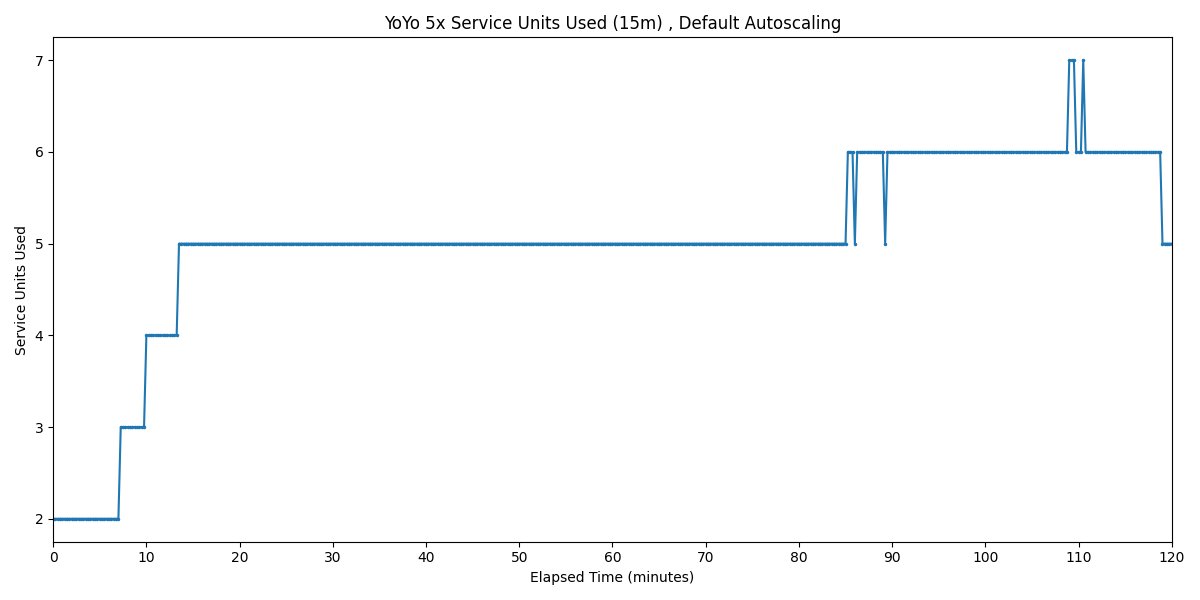 YoYo 5x Service Units Used (15m) , Default Autoscaling
7
6
5
4
3
2
Service Units Used
0 10 20 30 40 50 60 70 80 90 100 110 120
Elapsed Time (minutes)